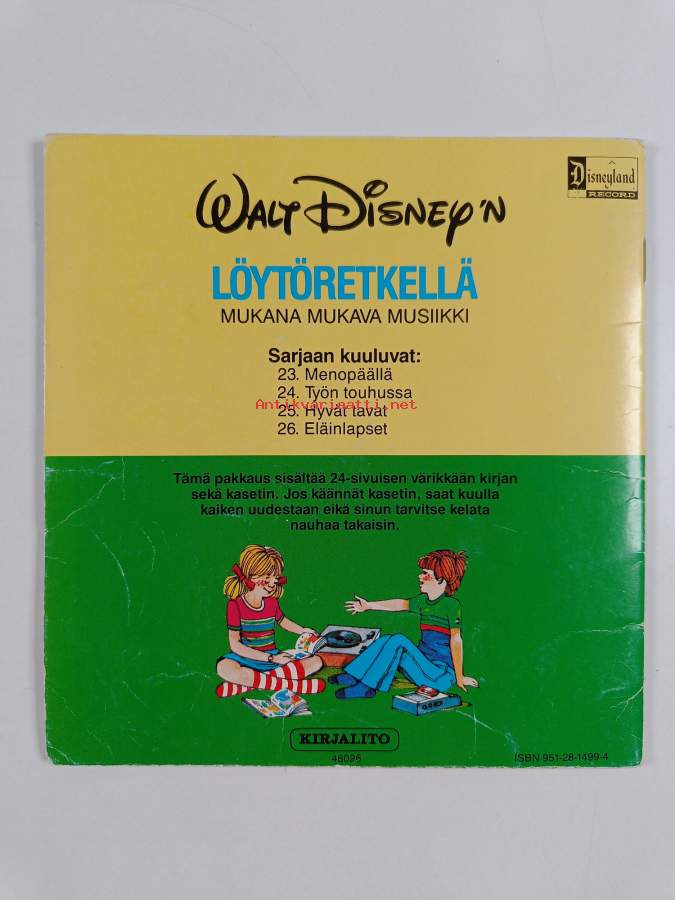 Disneyland
RECORD
WALT DISNEY'N
LÖYTÖRETKELLÄ
MUKANA MUKAVA MUSIIKKI
Sarjaan kuuluvat:
23. Menopäällä
24. Työn touhussa
Antikvariaatti.net
25. Hyvät tavat
26. Eläinlapset
Tämä pakkaus sisältää 24-sivuisen värikkään kirjan
sekä kasetin. Jos käännät kasetin, saat kuulla
kaiken uudestaan eikä sinun tarvitse kelata
nauhaa takaisin.
KIRJALITO
46026
ISBN 951-28-1499-4